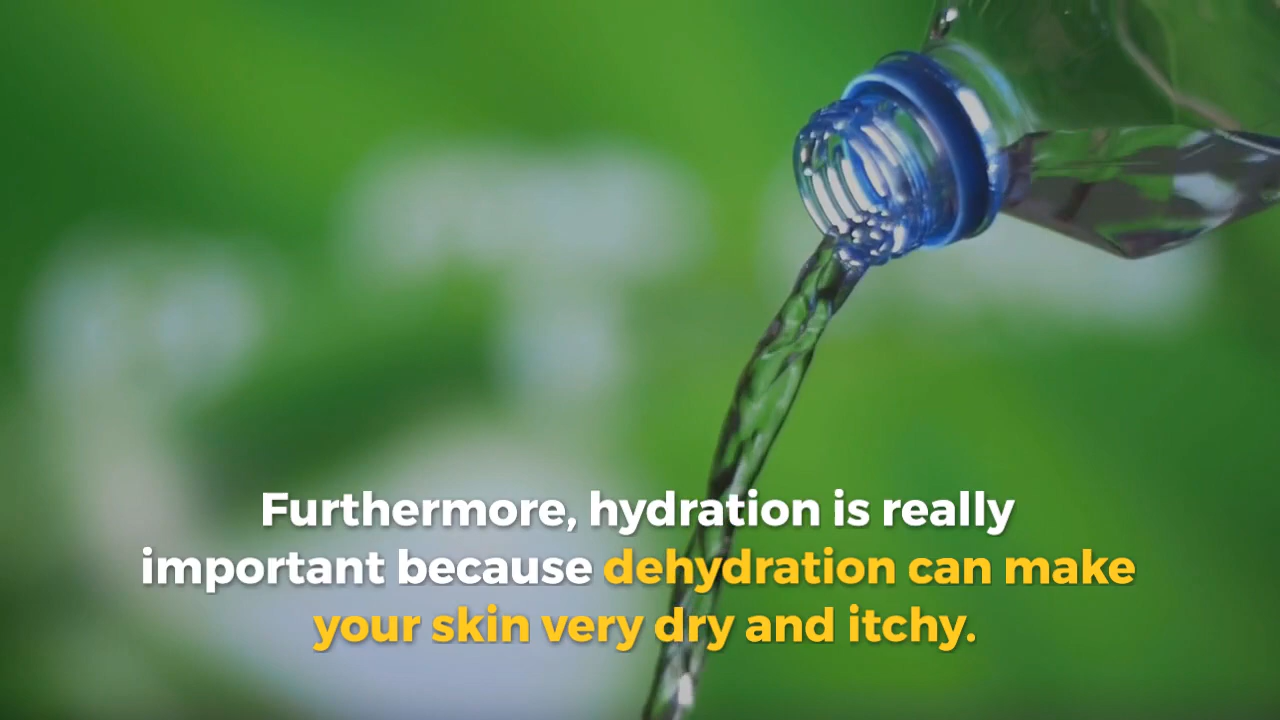 Furthermore, hydration is really
important because dehydration can make
your skin very dry and itchy.